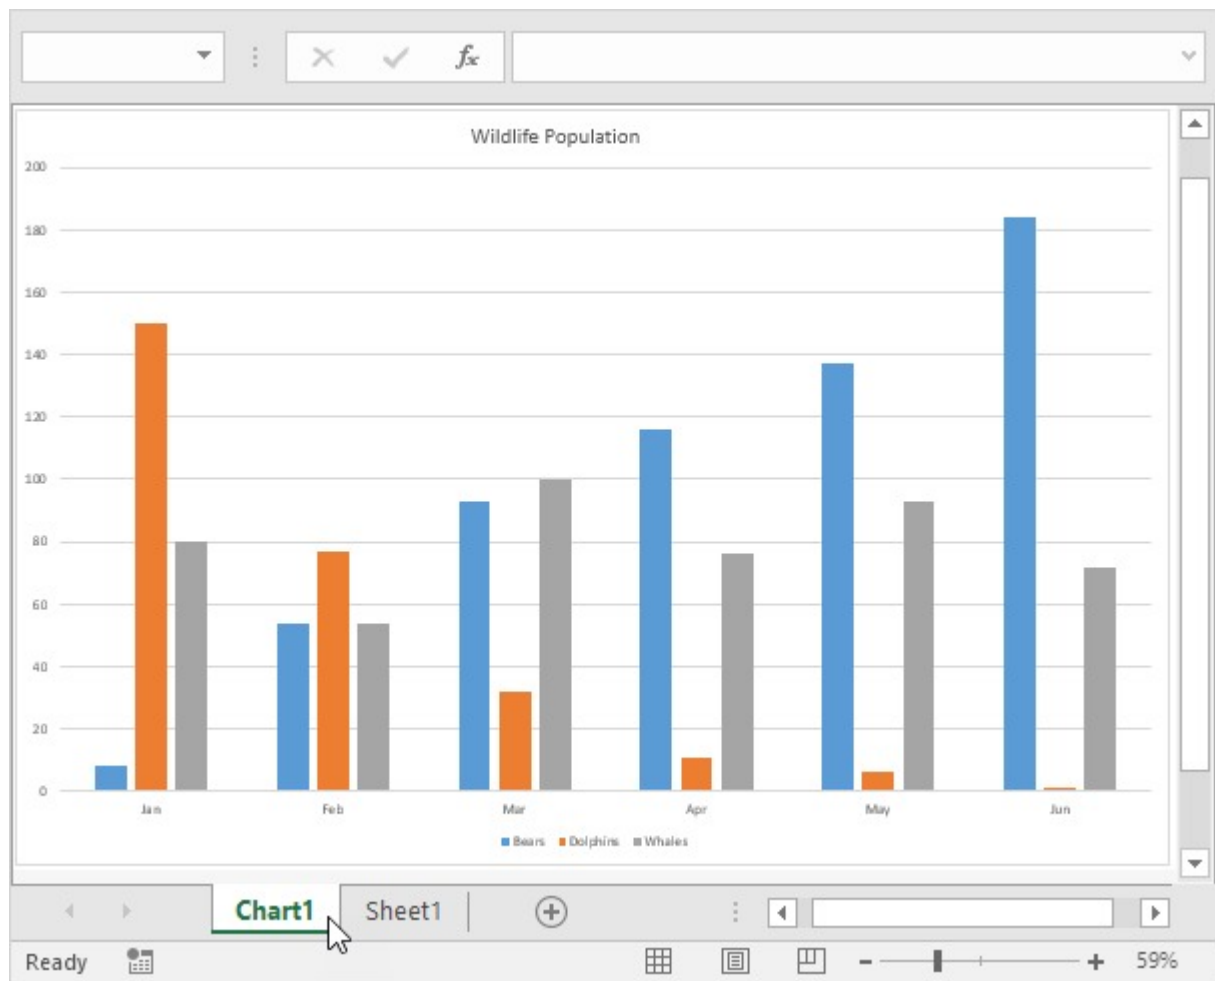 fx
Wildlife Population
200
180
160
140
120
100
80
60
40
20
0
Jan Feb Mar Apr May Jun
Bears Dolphins Whales
Chart1 Sheet1
Ready 59%